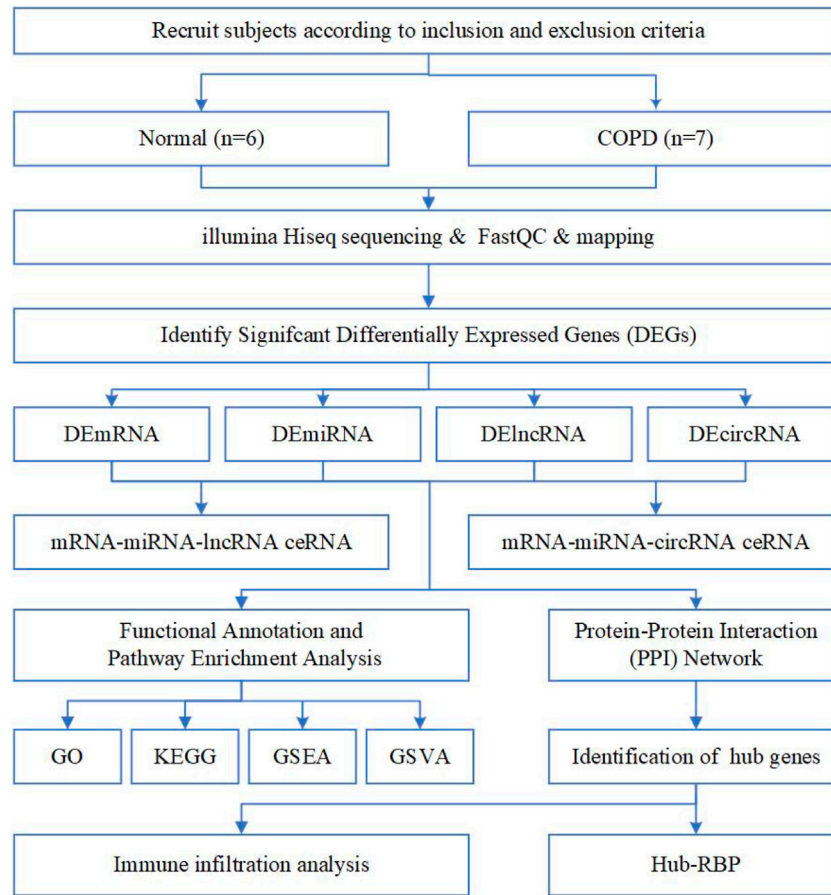 Recruit subjects according to inclusion and exclusion criteria
Normal (n=6)
COPD (n=7)
illumina Hiseq sequencing & FastQC & mapping
Identify Signifcant Differentially Expressed Genes (DEGs)
DEmRNA
DEmiRNA
DElncRNA
DEcircRNA
mRNA-miRNA-lncRNA ceRNA
mRNA-miRNA-circRNA ceRNA
Functional Annotation and
Pathway Enrichment Analysis
Protein-Protein Interaction
(PPI) Network
GO
KEGG
GSEA
GSVA
Identification of hub genes
Immune infiltration analysis
Hub-RBP